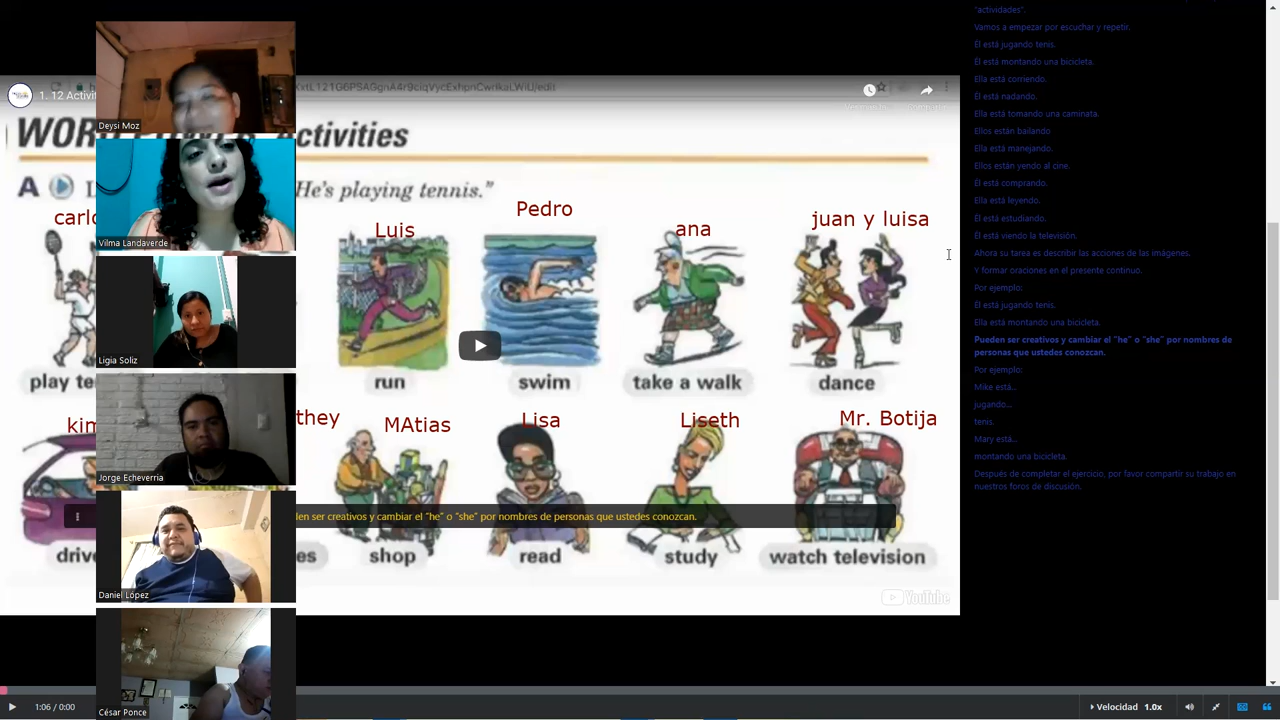 "actividades".
Vamos a empezar por escuchar y repetir.
Él está jugando tenis.
Él está montando una bicicleta.
Ella está corriendo.
Él está nadando.
Ella está tomando una caminata.
Ellos están bailando
Ella está manejando.
Ellos están yendo al cine.
Él está comprando.
Ella está leyendo.
Él está estudiando.
Él está viendo la televisión.
Ahora su tarea es describir las acciones de las imágenes.
Y formar oraciones en el presente continuo.
Por ejemplo:
Él está jugando tenis.
Ella está montando una bicicleta.
Pueden ser creativos y cambiar el "he" o "she" por nombres de
personas que ustedes conozcan.
Por ejemplo:
Mike está...
jugando...
tenis.
Mary está...
montando una bicicleta.
Después de completar el ejercicio, por favor compartir su trabajo en
nuestros foros de discusión.
1. 12 Activi
WOR
ctivities
A
He's playing tennis."
carlo
Luis
Pedro
ana
juan y luisa
play te
run
swim
take a walk
dance
kim
they
MAtias
Lisa
Liseth
Mr. Botija
en ser creativos y cambiar el "he" o "she" por nombres de personas que ustedes conozcan.
drive
es
shop
read
study
watch television
YouTube
Deysi Moz
Vilma Landaverde
Ligia Soliz
Jorge Echeverria
Daniel López
César Ponce
1:06 / 0:00
Velocidad 1.0x